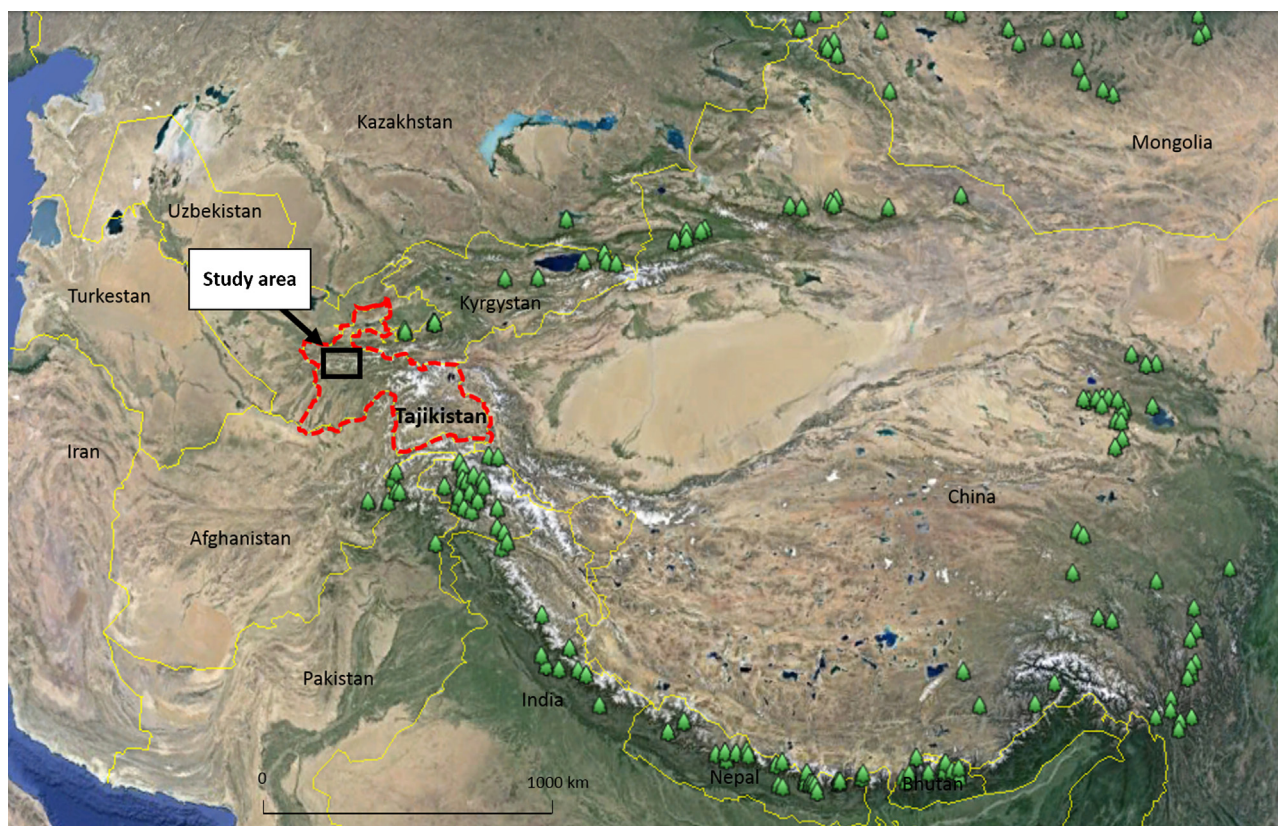 Kazakhstan
Mongolia
Uzbekistan
Study area
Turkestan
Kyrgystan
Tajikistan
Iran
China
Afghanistan
Pakistan
India
Nepal
Bhutan
0
1000 km